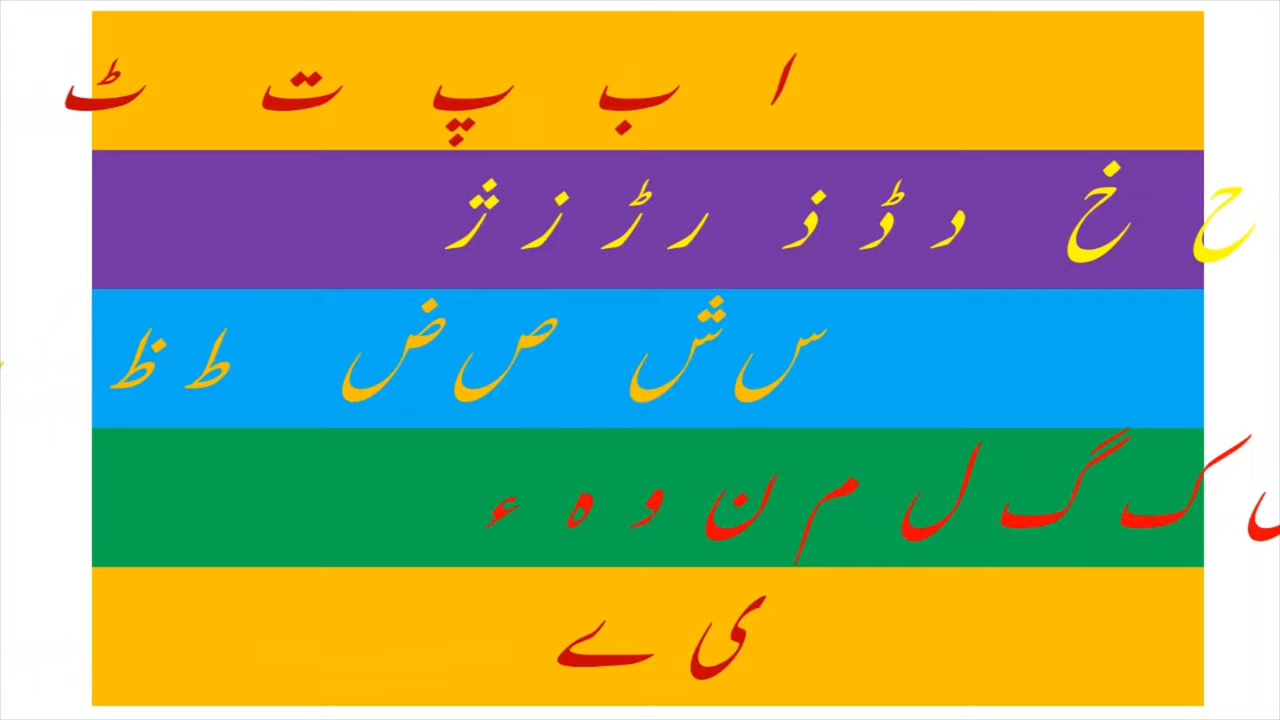 ا ب پ ت ٹ
ح خ د ڈ ذ ر ڑ ز ژ
س ش ص ض ط ظ
ک گ ل م ن و ہ ء
ی ے